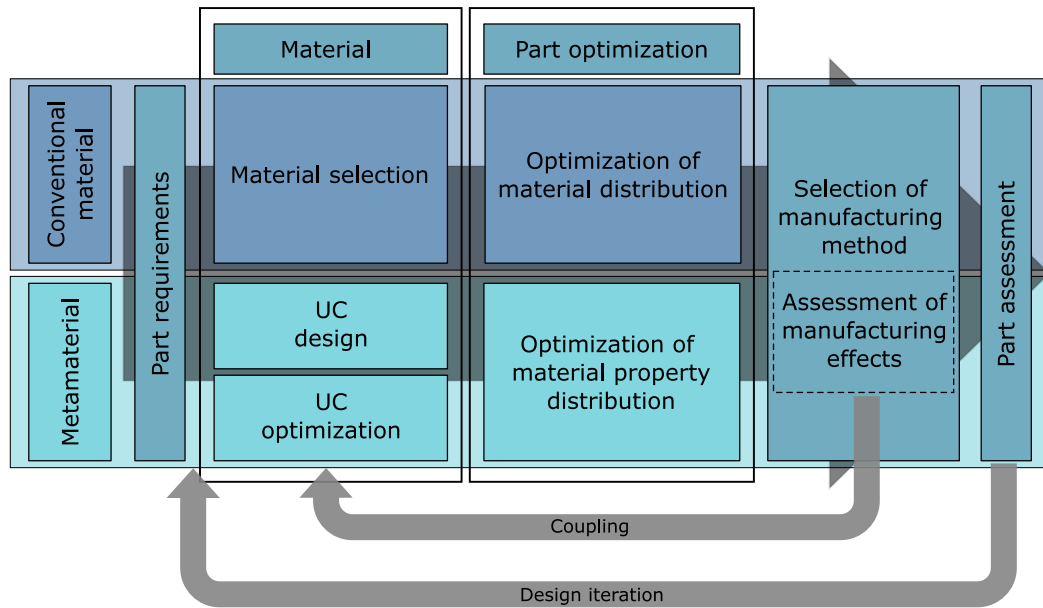 Material
Part optimization
Conventional
material
Part requirements
Material selection
Optimization of
material distribution
Selection of
manufacturing
method
Assessment of
manufacturing
effects
Part assessment
Metamaterial
UC
design
UC
optimization
Optimization of
material property
distribution
Coupling
Design iteration